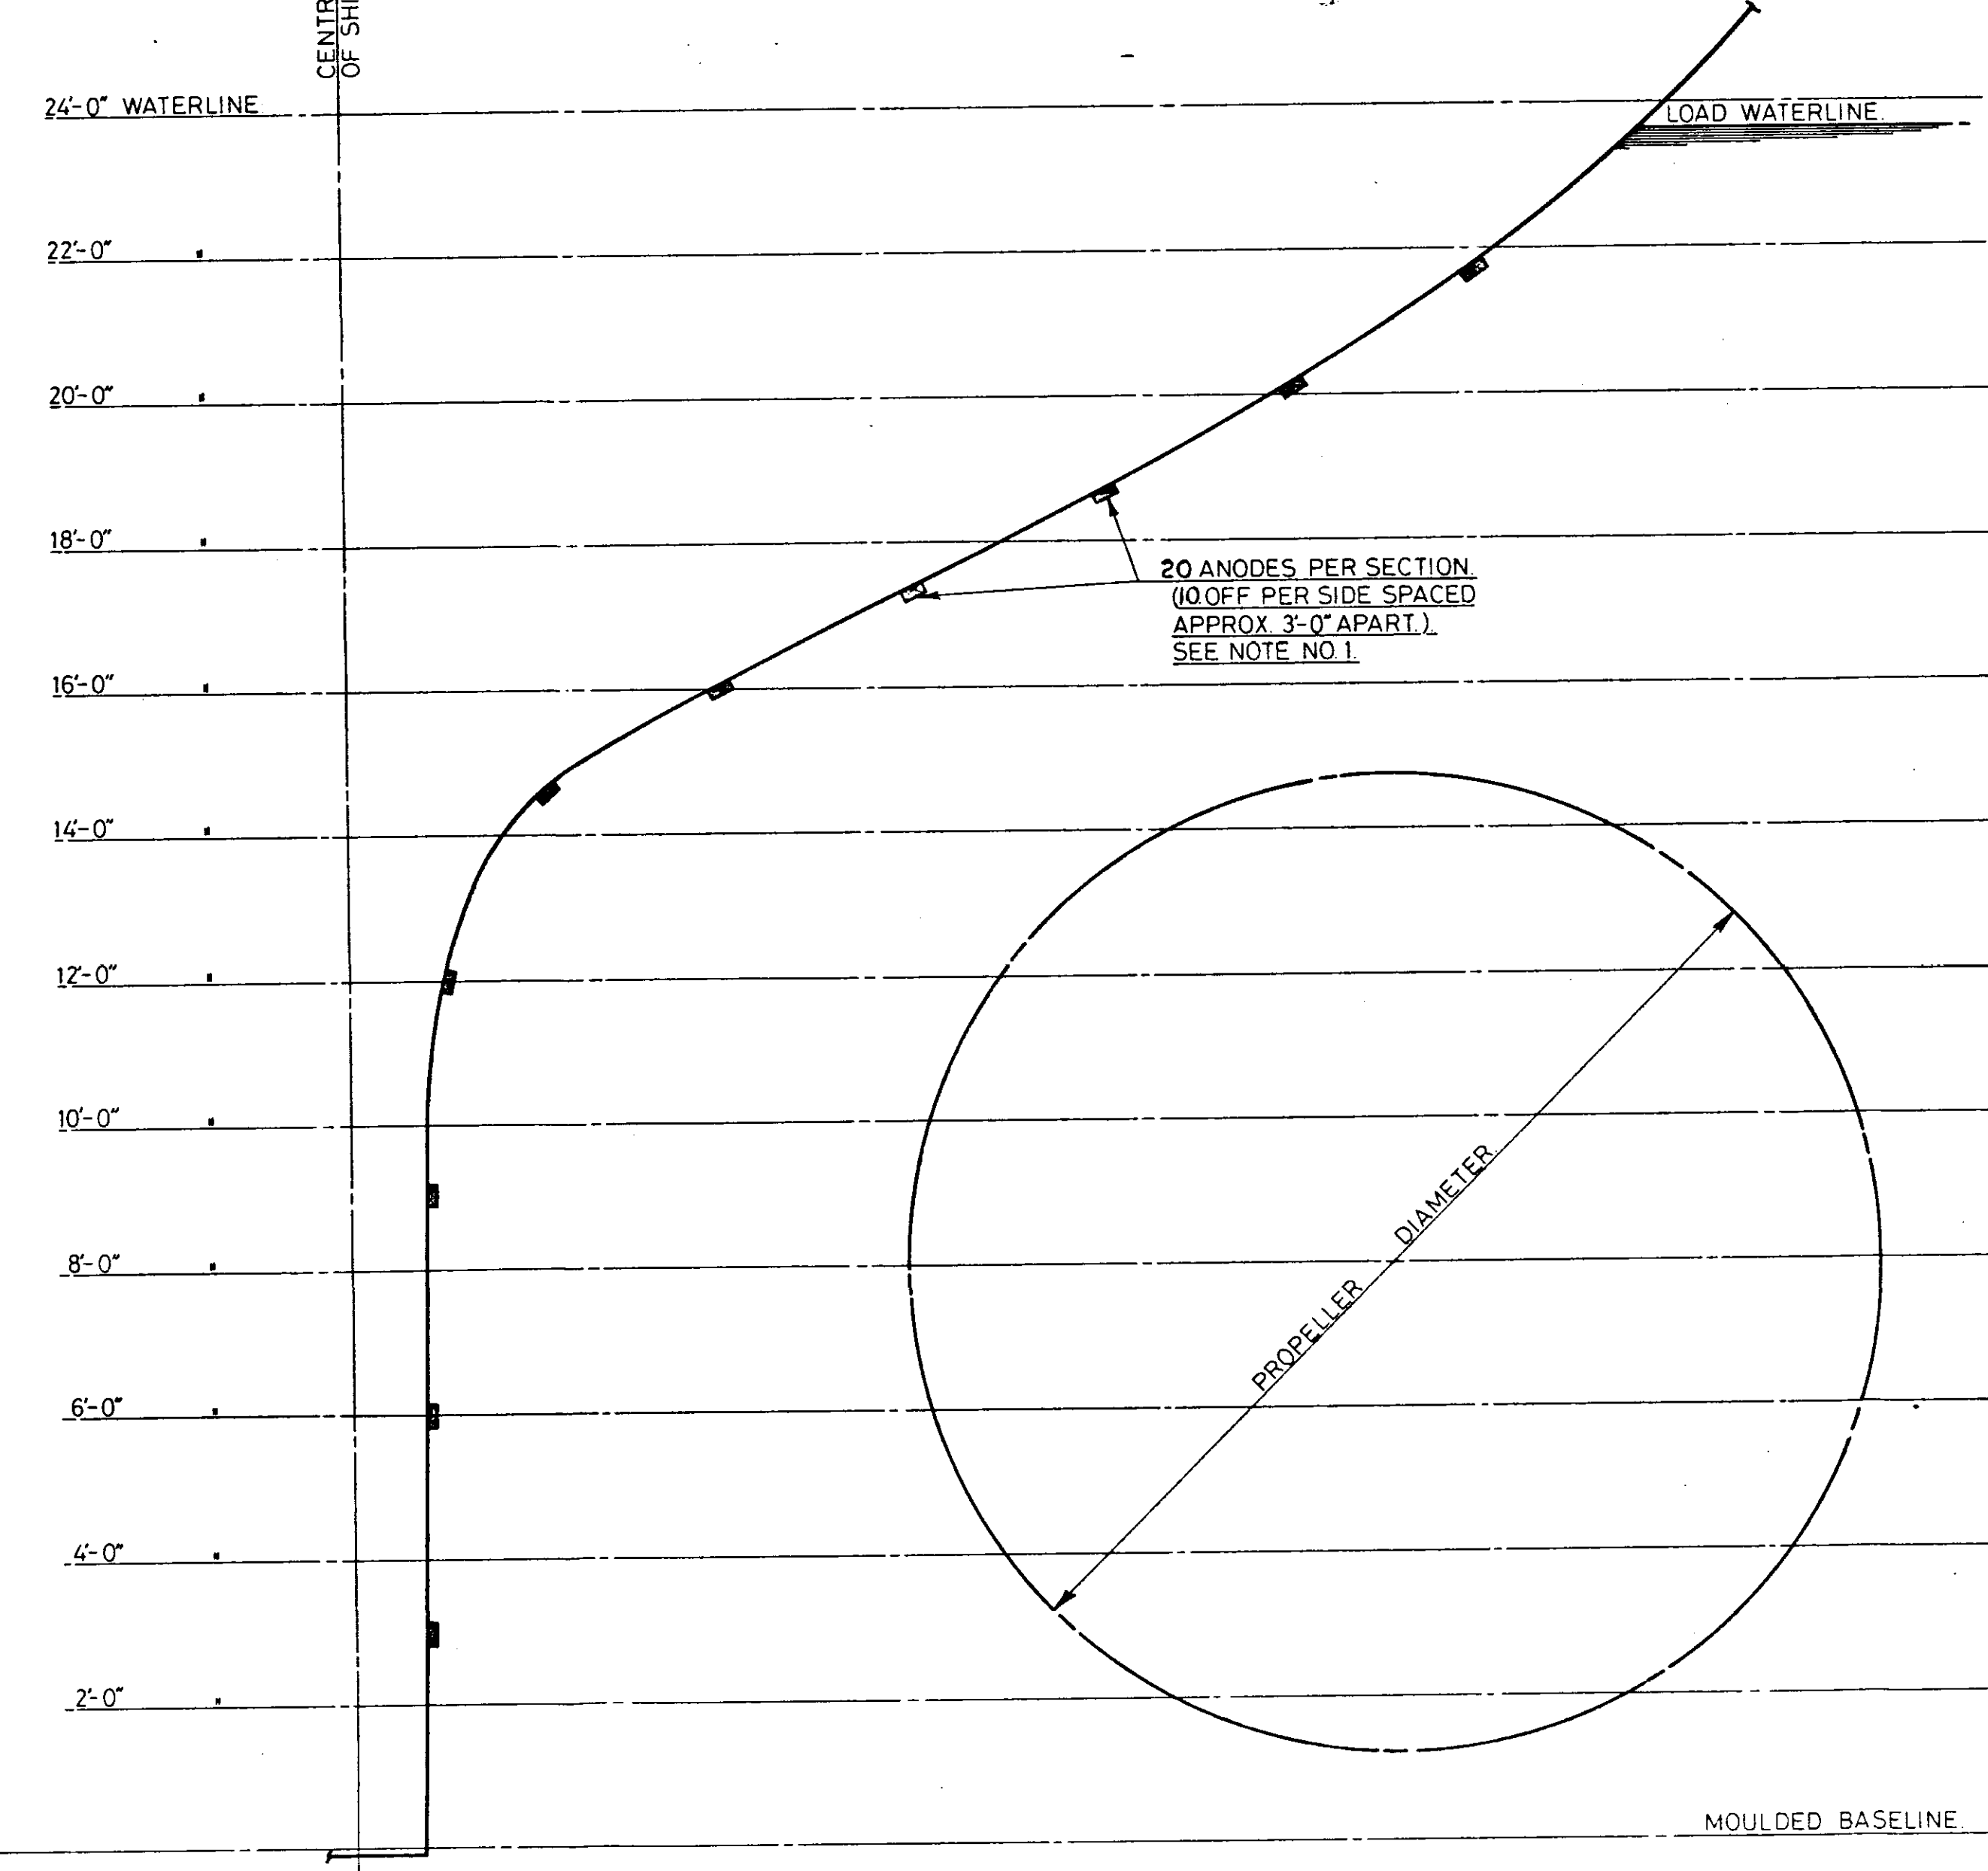 CENTR
OF SHI
24'-0" WATERLINE
LOAD WATERLINE.
22'-0" "
20'-0" "
18'-0" "
20 ANODES PER SECTION.
(10.OFF PER SIDE SPACED
APPROX. 3'-0" APART.).
SEE NOTE NO. 1.
16'-0" "
14'-0" "
12'-0" "
10'-0" "
8'-0" "
PROPELLER DIAMETER.
6'-0" "
4'-0" "
2'-0" "
MOULDED BASELINE.